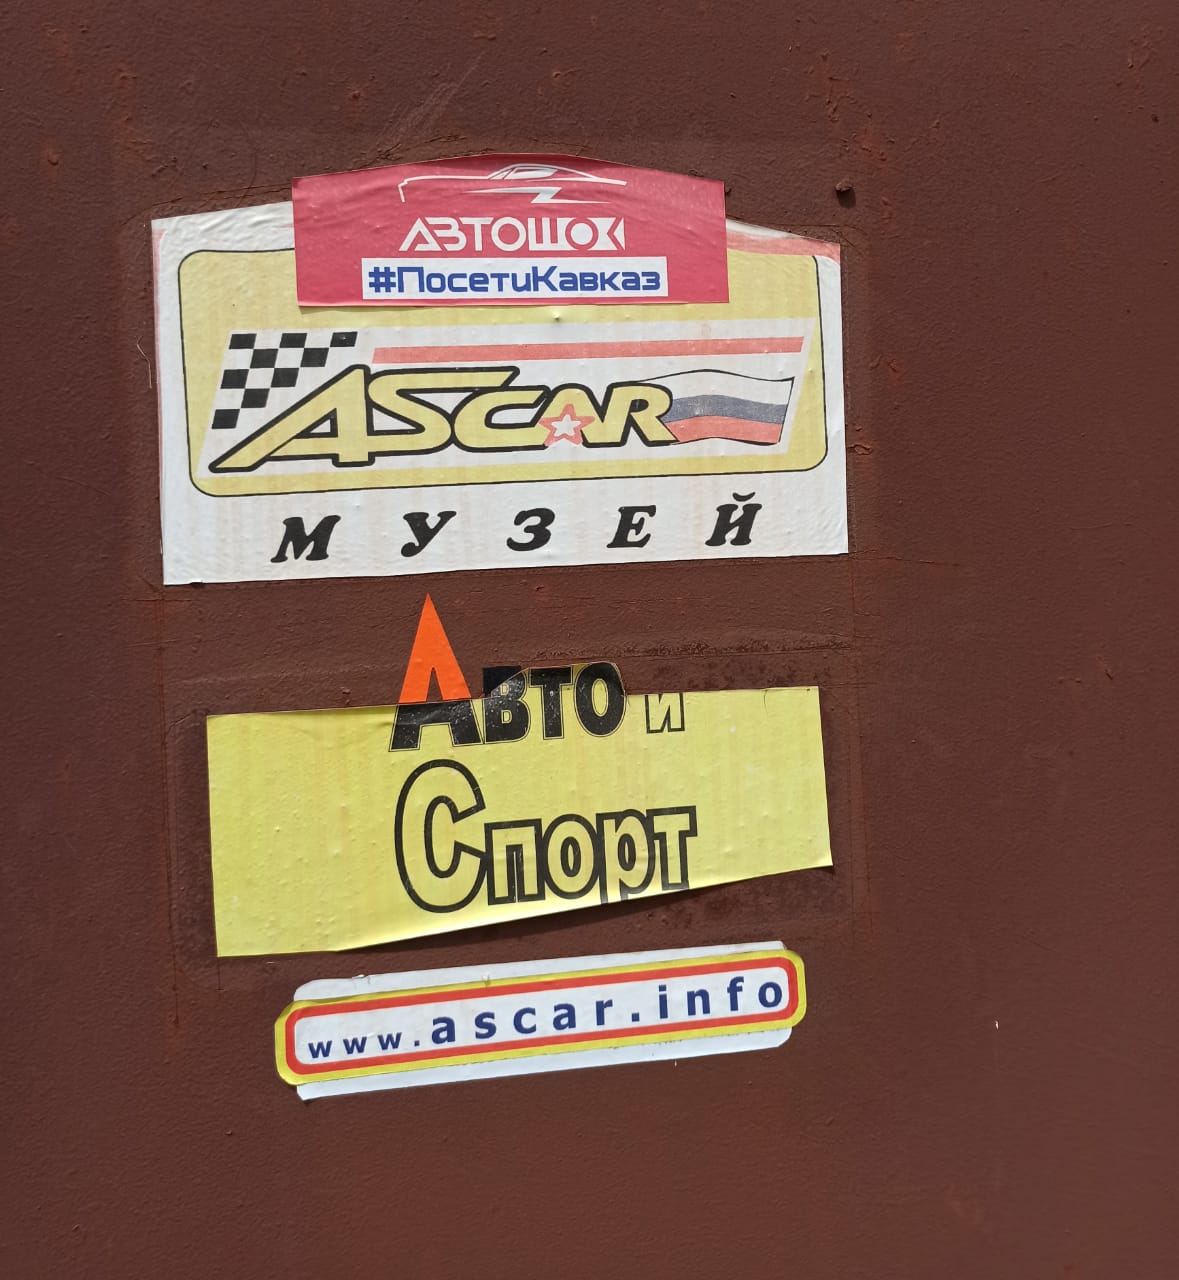 АВТОШОК
#ПосетиКавказ
ASCAR
МУЗЕЙ
Авто и
Спорт
www.ascar.info